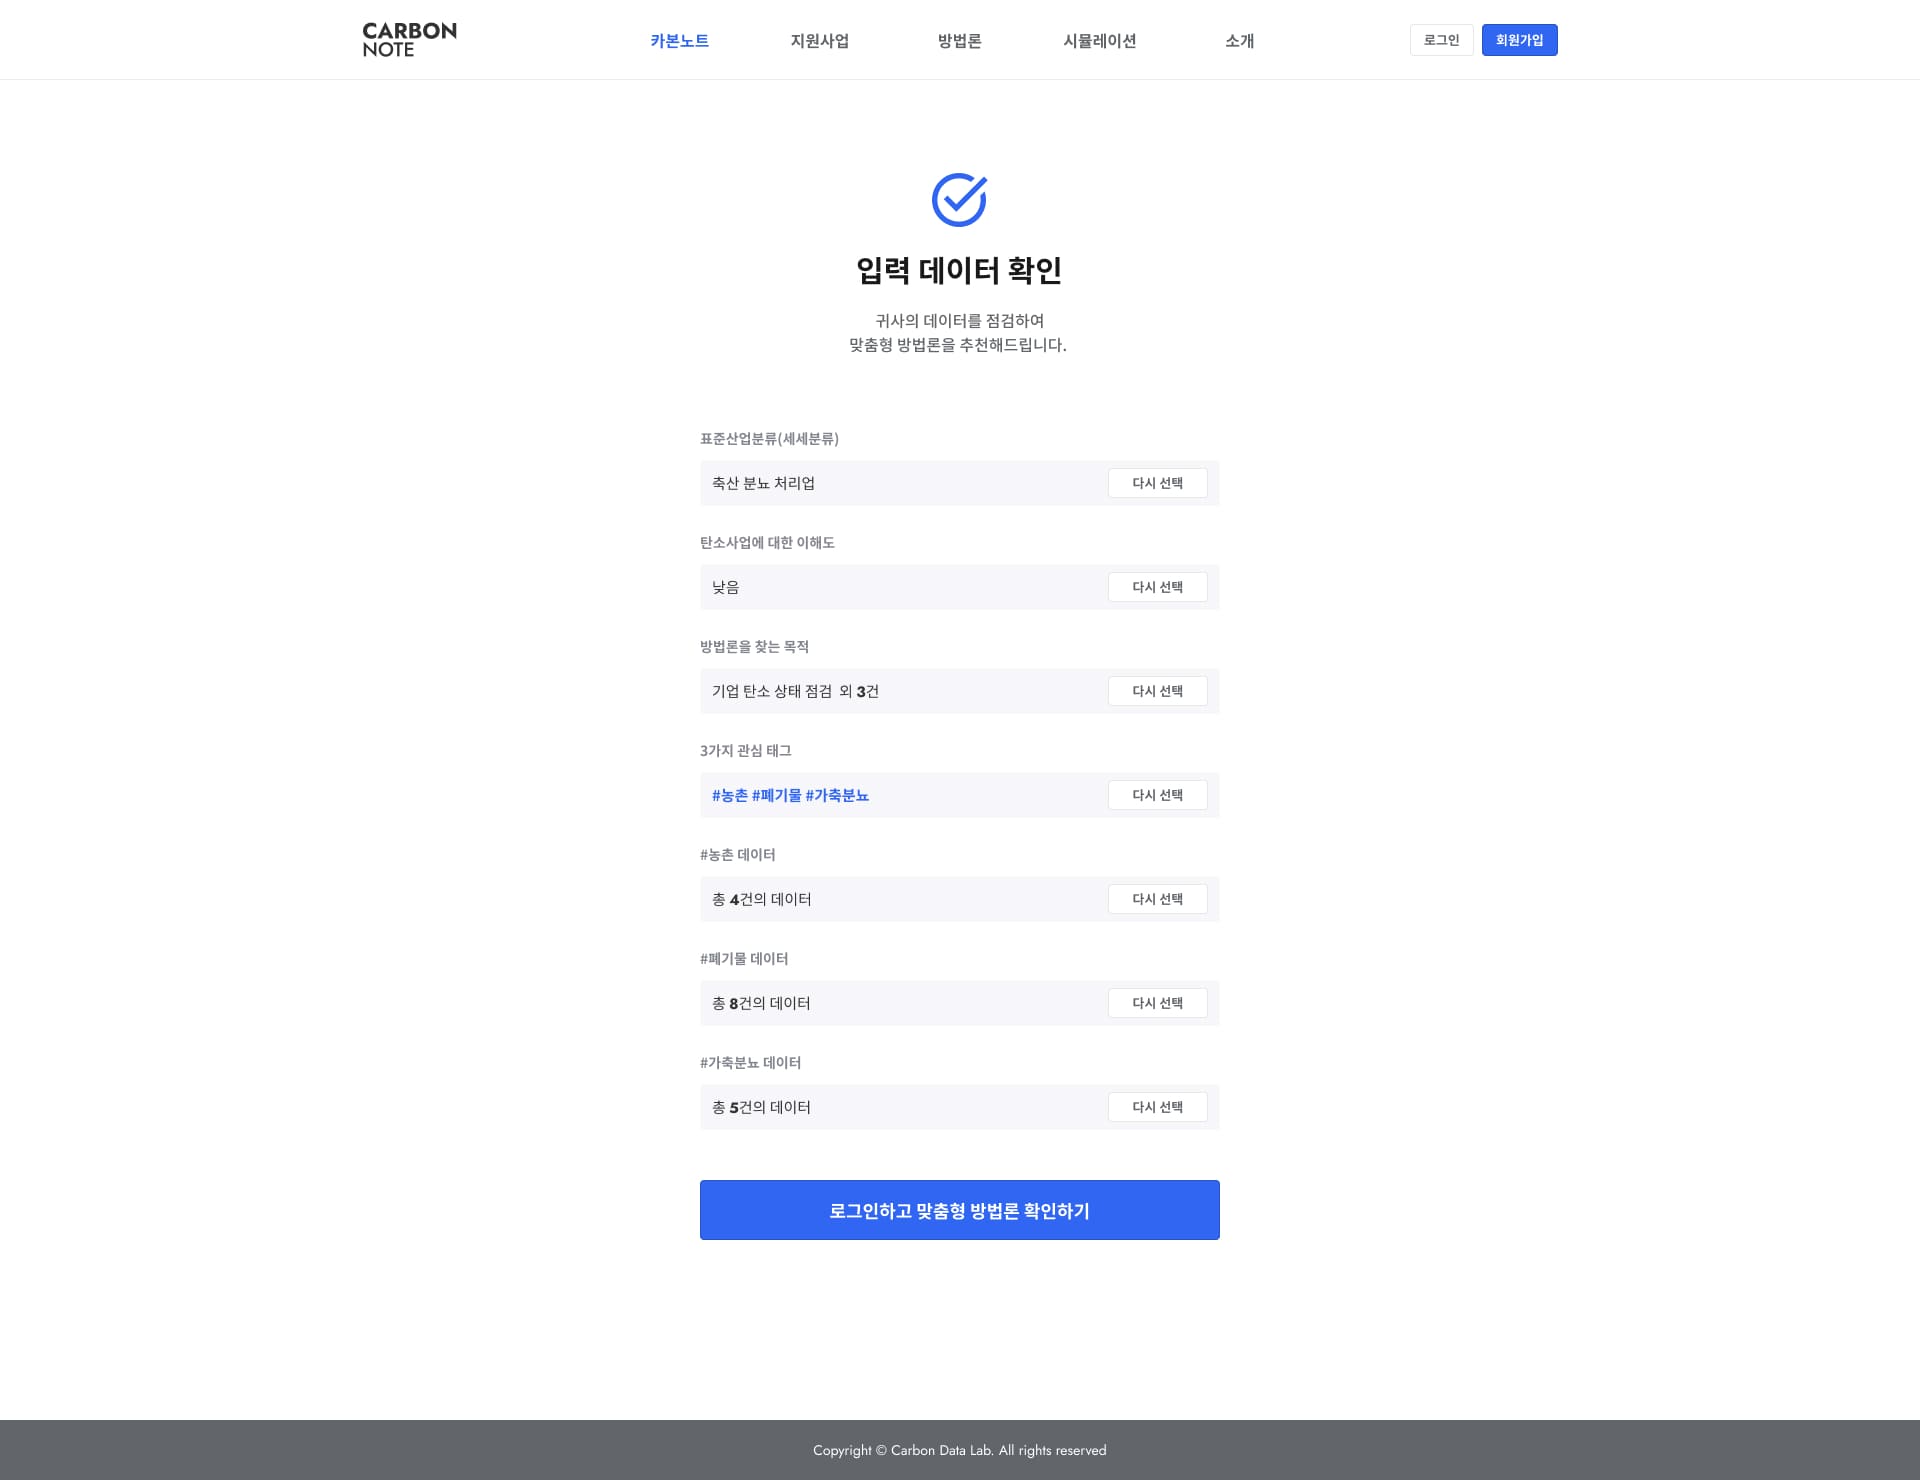 CARBON
NOTE
카본노트 지원사업 방법론 시뮬레이션 소개 로그인 회원가입
입력 데이터 확인
귀사의 데이터를 점검하여
맞춤형 방법론을 추천해드립니다.
표준산업분류(세세분류)
축산 분뇨 처리업 다시 선택
탄소사업에 대한 이해도
낮음 다시 선택
방법론을 찾는 목적
기업 탄소 상태 점검 외 3건 다시 선택
3가지 관심 태그
#농촌 #폐기물 #가축분뇨 다시 선택
#농촌 데이터
총 4건의 데이터 다시 선택
#폐기물 데이터
총 8건의 데이터 다시 선택
#가축분뇨 데이터
총 5건의 데이터 다시 선택
로그인하고 맞춤형 방법론 확인하기
Copyright © Carbon Data Lab. All rights reserved